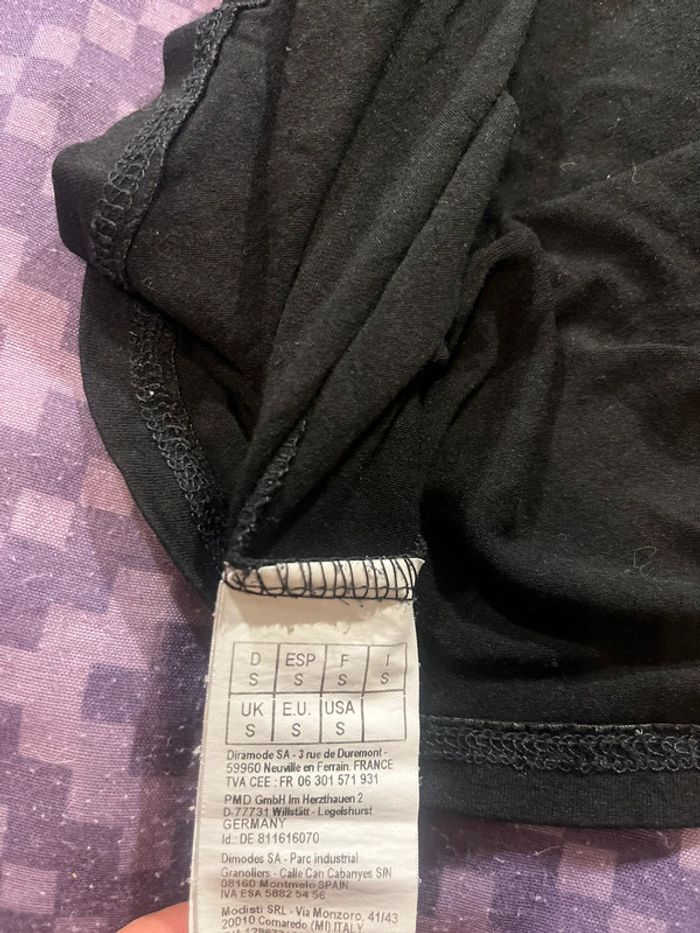 D ESP F I
S S S S
UK E.U. USA
S S S
Diramode SA - 3 rue de Duremont -
59960 Neuville en Ferrain. FRANCE
TVA CEE : FR 06 301 571 931
PMD GmbH Im Herzthauen 2
D-77731 Willstätt - Legelshurst
GERMANY
Id.: DE 811616070
Dimodes SA - Parc industrial
Granollers - Calle Can Cabanyes S/N
08160 Montmelo SPAIN
IVA ESA 5882 54 56
Modisti SRL - Via Monzoro, 41/43
20010 Cornaredo (MI) ITALY